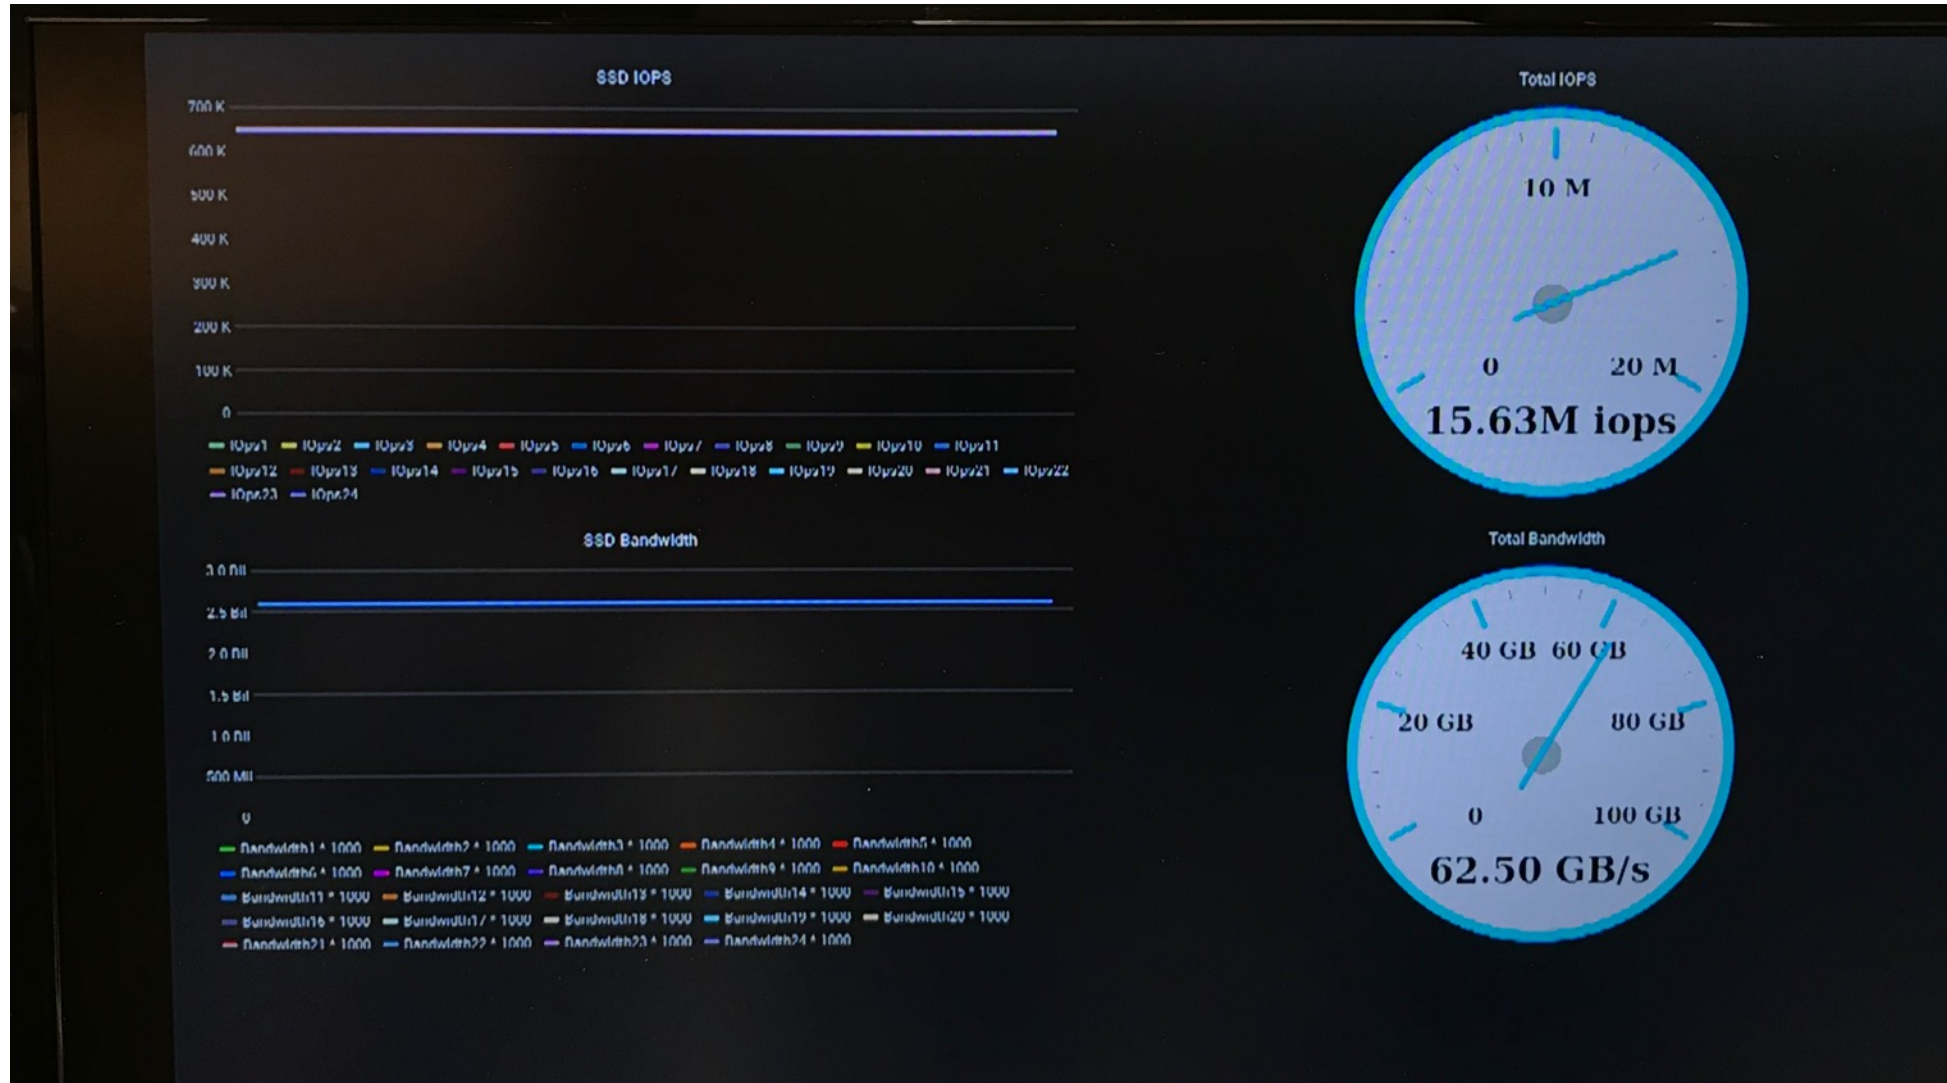 SSD IOPS
700 K
600 K
500 K
400 K
300 K
200 K
100 K
0
IOps1 IOps2 IOps3 IOps4 IOps5 IOps6 IOps7 IOps8 IOps9 IOps10 IOps11
IOps12 IOps13 IOps14 IOps15 IOps16 IOps17 IOps18 IOps19 IOps20 IOps21 IOps22
IOps23 IOps24
Total IOPS
10 M
0 20 M
15.63M iops
SSD Bandwidth
3.0 Bil
2.5 Bil
2.0 Bil
1.5 Bil
1.0 Bil
500 Mil
0
Bandwidth1 * 1000 Bandwidth2 * 1000 Bandwidth3 * 1000 Bandwidth4 * 1000 Bandwidth5 * 1000
Bandwidth6 * 1000 Bandwidth7 * 1000 Bandwidth8 * 1000 Bandwidth9 * 1000 Bandwidth10 * 1000
Bandwidth11 * 1000 Bandwidth12 * 1000 Bandwidth13 * 1000 Bandwidth14 * 1000 Bandwidth15 * 1000
Bandwidth16 * 1000 Bandwidth17 * 1000 Bandwidth18 * 1000 Bandwidth19 * 1000 Bandwidth20 * 1000
Bandwidth21 * 1000 Bandwidth22 * 1000 Bandwidth23 * 1000 Bandwidth24 * 1000
Total Bandwidth
40 GB 60 GB
20 GB 80 GB
0 100 GB
62.50 GB/s